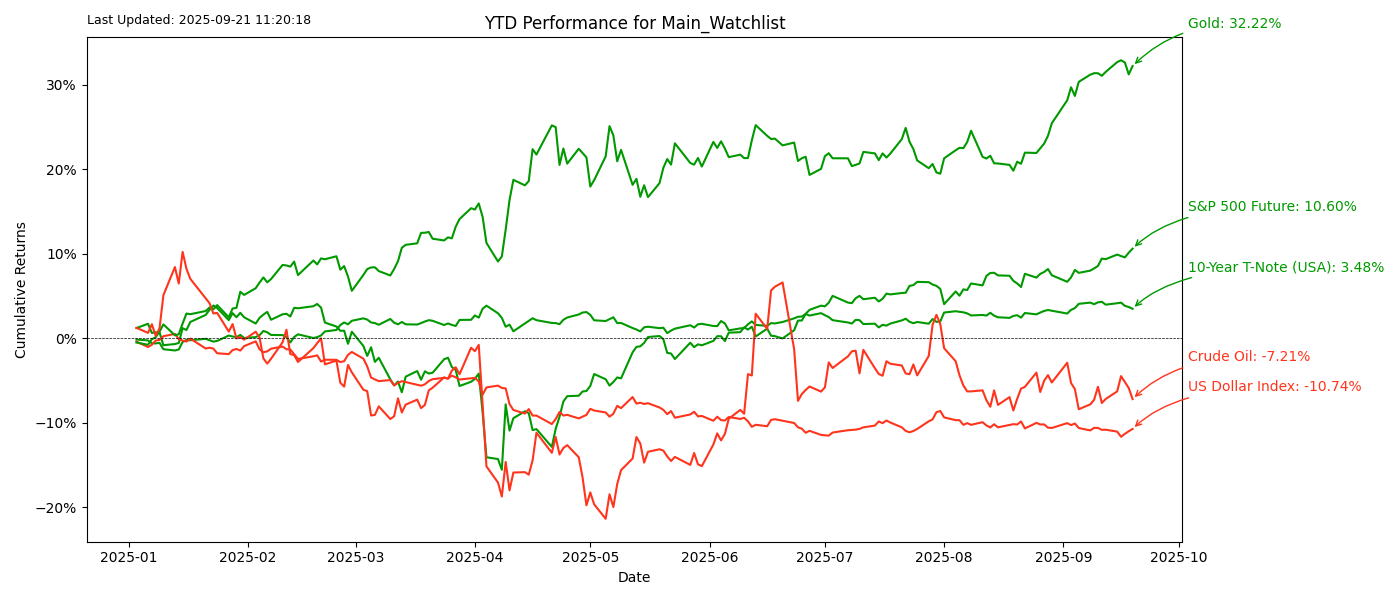 Last Updated: 2025-09-21 11:20:18
YTD Performance for Main_Watchlist
Gold: 32.22%
S&P 500 Future: 10.60%
10-Year T-Note (USA): 3.48%
Crude Oil: -7.21%
US Dollar Index: -10.74%
Cumulative Returns
30%
20%
10%
0%
−10%
−20%
2025-01 2025-02 2025-03 2025-04 2025-05 2025-06 2025-07 2025-08 2025-09 2025-10
Date